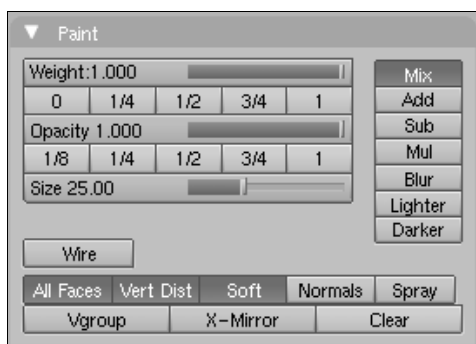 Paint
Weight:1.000
0 1/4 1/2 3/4 1
Opacity 1.000
1/8 1/4 1/2 3/4 1
Size 25.00
Mix
Add
Sub
Mul
Blur
Lighter
Darker
Wire
All Faces Vert Dist Soft Normals Spray
Vgroup X-Mirror Clear